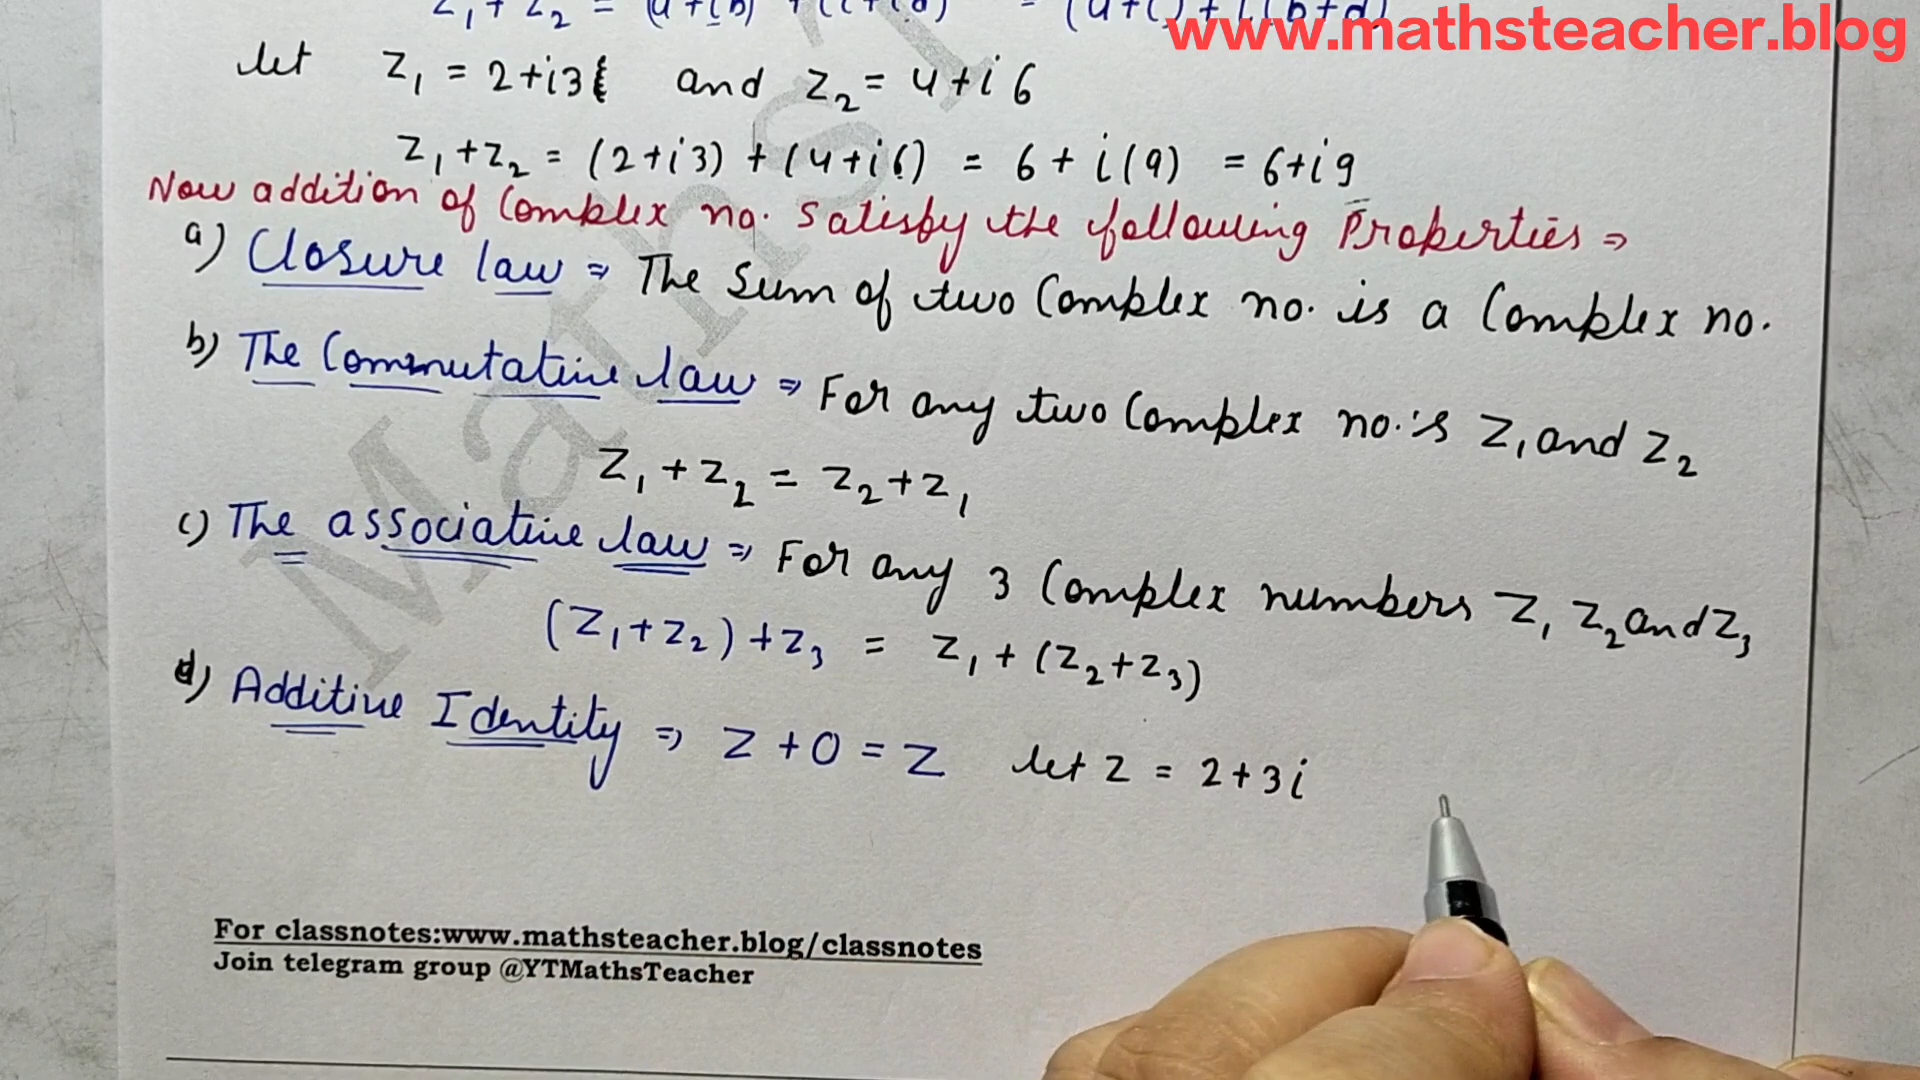 www.mathsteacher.blog
z₁+z₂ = (a+ib) + (c+id) = (a+c)+i(b+d)
let z₁ = 2+i3 and z₂ = 4+i6
z₁+z₂ = (2+i3) + (4+i6) = 6+i(9) = 6+i9
Now addition of Complex no. Satisfy the following Properties ⇒
a) Closure law ⇒ The Sum of two Complex no. is a Complex no.
b) The Commutative law ⇒ For any two Complex no.'s z₁ and z₂
z₁+z₂ = z₂+z₁
c) The associative law ⇒ For any 3 Complex numbers z₁ z₂ and z₃
(z₁+z₂)+z₃ = z₁+(z₂+z₃)
d) Additive Identity ⇒ z+0=z let z = 2+3i
For classnotes:www.mathsteacher.blog/classnotes
Join telegram group @YTMathsTeacher